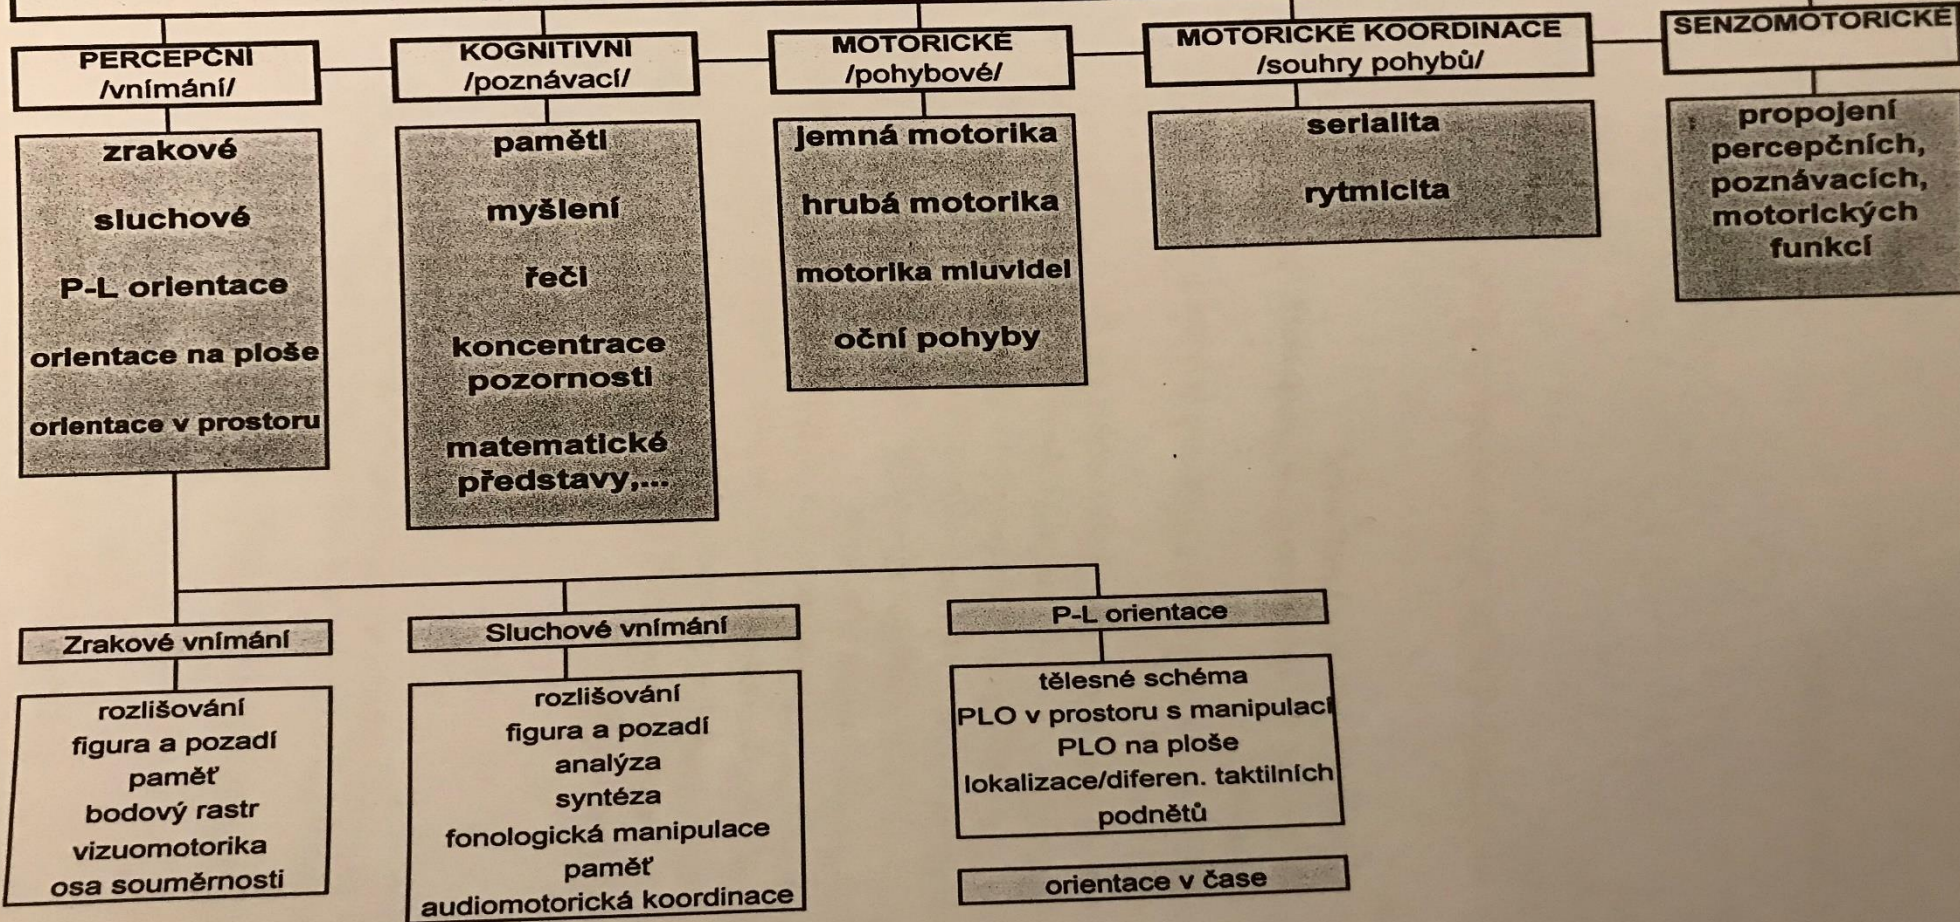 PERCEPČNÍ
/vnímání/
zrakové
sluchové
P-L orientace
orientace na ploše
orientace v prostoru
KOGNITIVNÍ
/poznávací/
paměti
myšlení
řeči
koncentrace
pozornosti
matematické
představy,...
MOTORICKÉ
/pohybové/
jemná motorika
hrubá motorika
motorika mluvidel
oční pohyby
MOTORICKÉ KOORDINACE
/souhry pohybů/
serialita
rytmicita
SENZOMOTORICKÉ
propojení
percepčních,
poznávacích,
motorických
funkcí
Zrakové vnímání
rozlišování
figura a pozadí
paměť
bodový rastr
vizuomotorika
osa souměrnosti
Sluchové vnímání
rozlišování
figura a pozadí
analýza
syntéza
fonologická manipulace
paměť
audiomotorická koordinace
P-L orientace
tělesné schéma
PLO v prostoru s manipulací
PLO na ploše
lokalizace/diferen. taktilních
podnětů
orientace v čase